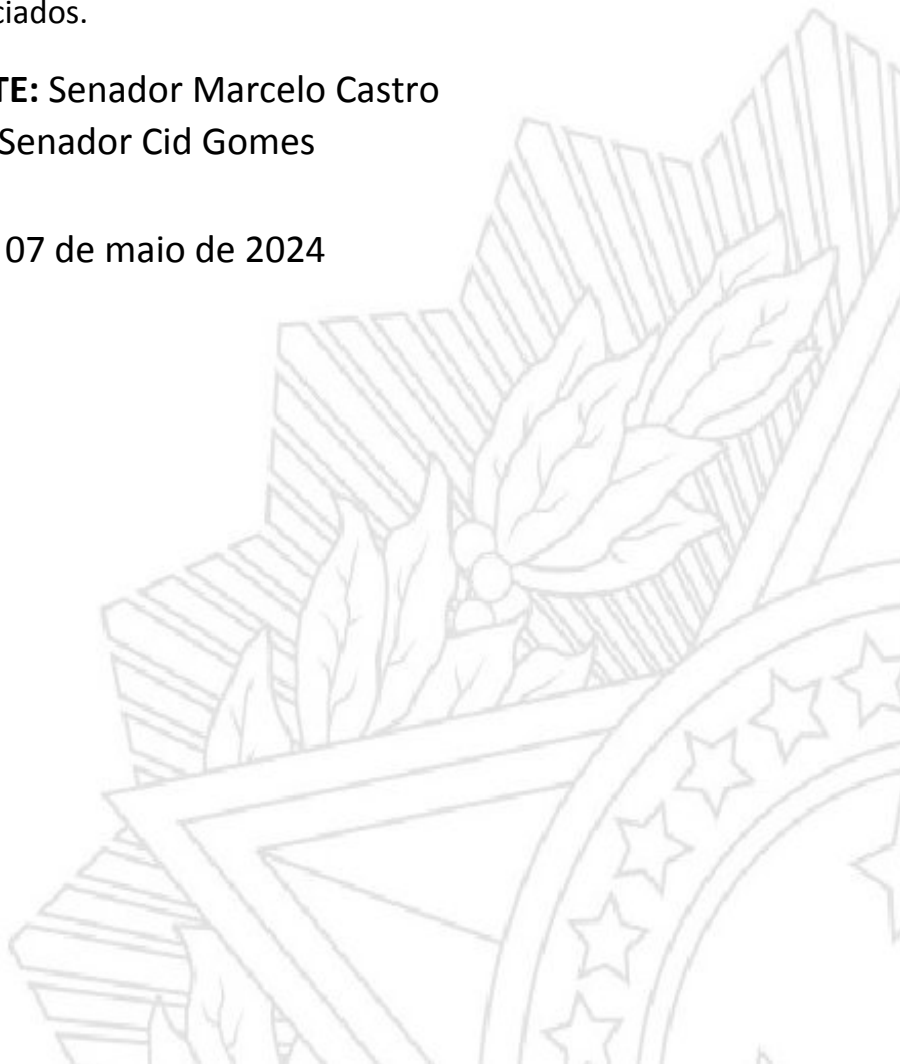 ciados.
TE: Senador Marcelo Castro
Senador Cid Gomes
07 de maio de 2024